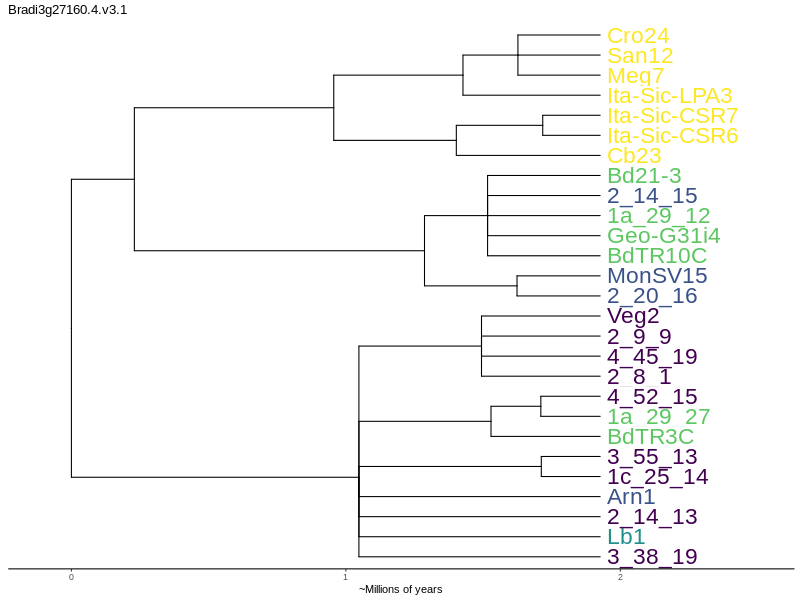 Bradi3g27160.4.v3.1
Cro24
San12
Meg7
Ita-Sic-LPA3
Ita-Sic-CSR7
Ita-Sic-CSR6
Cb23
Bd21-3
2_14_15
1a_29_12
Geo-G31i4
BdTR10C
MonSV15
2_20_16
Veg2
2_9_9
4_45_19
2_8_1
4_52_15
1a_29_27
BdTR3C
3_55_13
1c_25_14
Arn1
2_14_13
Lb1
3_38_19
0 1 2
~Millions of years